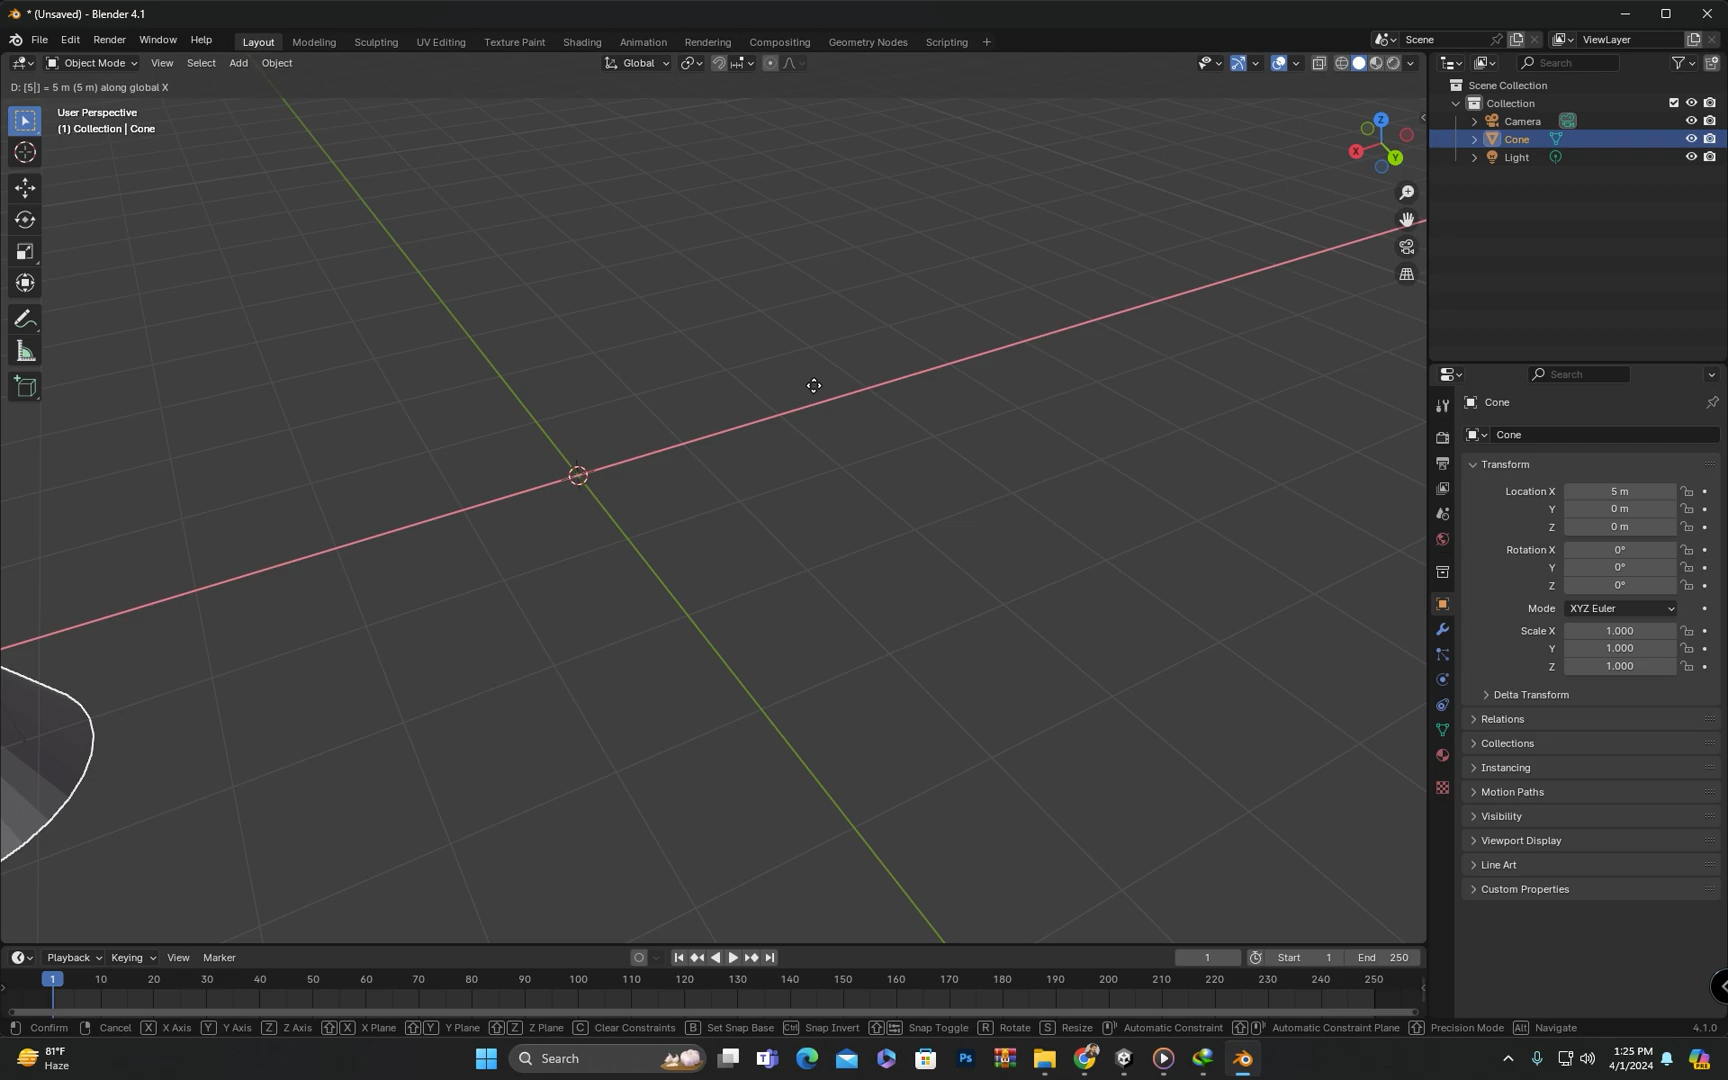 * (Unsaved) - Blender 4.1
File Edit Render Window Help Layout Modeling Sculpting UV Editing Texture Paint Shading Animation Rendering Compositing Geometry Nodes Scripting + Scene ViewLayer
Object Mode View Select Add Object Global Search
D: [5|] = 5 m (5 m) along global X
User Perspective
(1) Collection | Cone
Z
X
Y
Scene Collection
Collection
Camera
Cone
Light
Search
Cone
Cone
Transform
Location X 5 m
Y 0 m
Z 0 m
Rotation X 0°
Y 0°
Z 0°
Mode XYZ Euler
Scale X 1.000
Y 1.000
Z 1.000
Delta Transform
Relations
Collections
Instancing
Motion Paths
Visibility
Viewport Display
Line Art
Custom Properties
Playback Keying View Marker 1 Start 1 End 250
1 10 20 30 40 50 60 70 80 90 100 110 120 130 140 150 160 170 180 190 200 210 220 230 240 250
Confirm Cancel X X Axis Y Y Axis Z Z Axis X X Plane Y Y Plane Z Z Plane C Clear Constraints B Set Snap Base Ctrl Snap Invert Snap Toggle R Rotate S Resize Automatic Constraint Automatic Constraint Plane Precision Mode Alt Navigate 4.1.0
81°F
Haze
Search
1:25 PM
4/1/2024